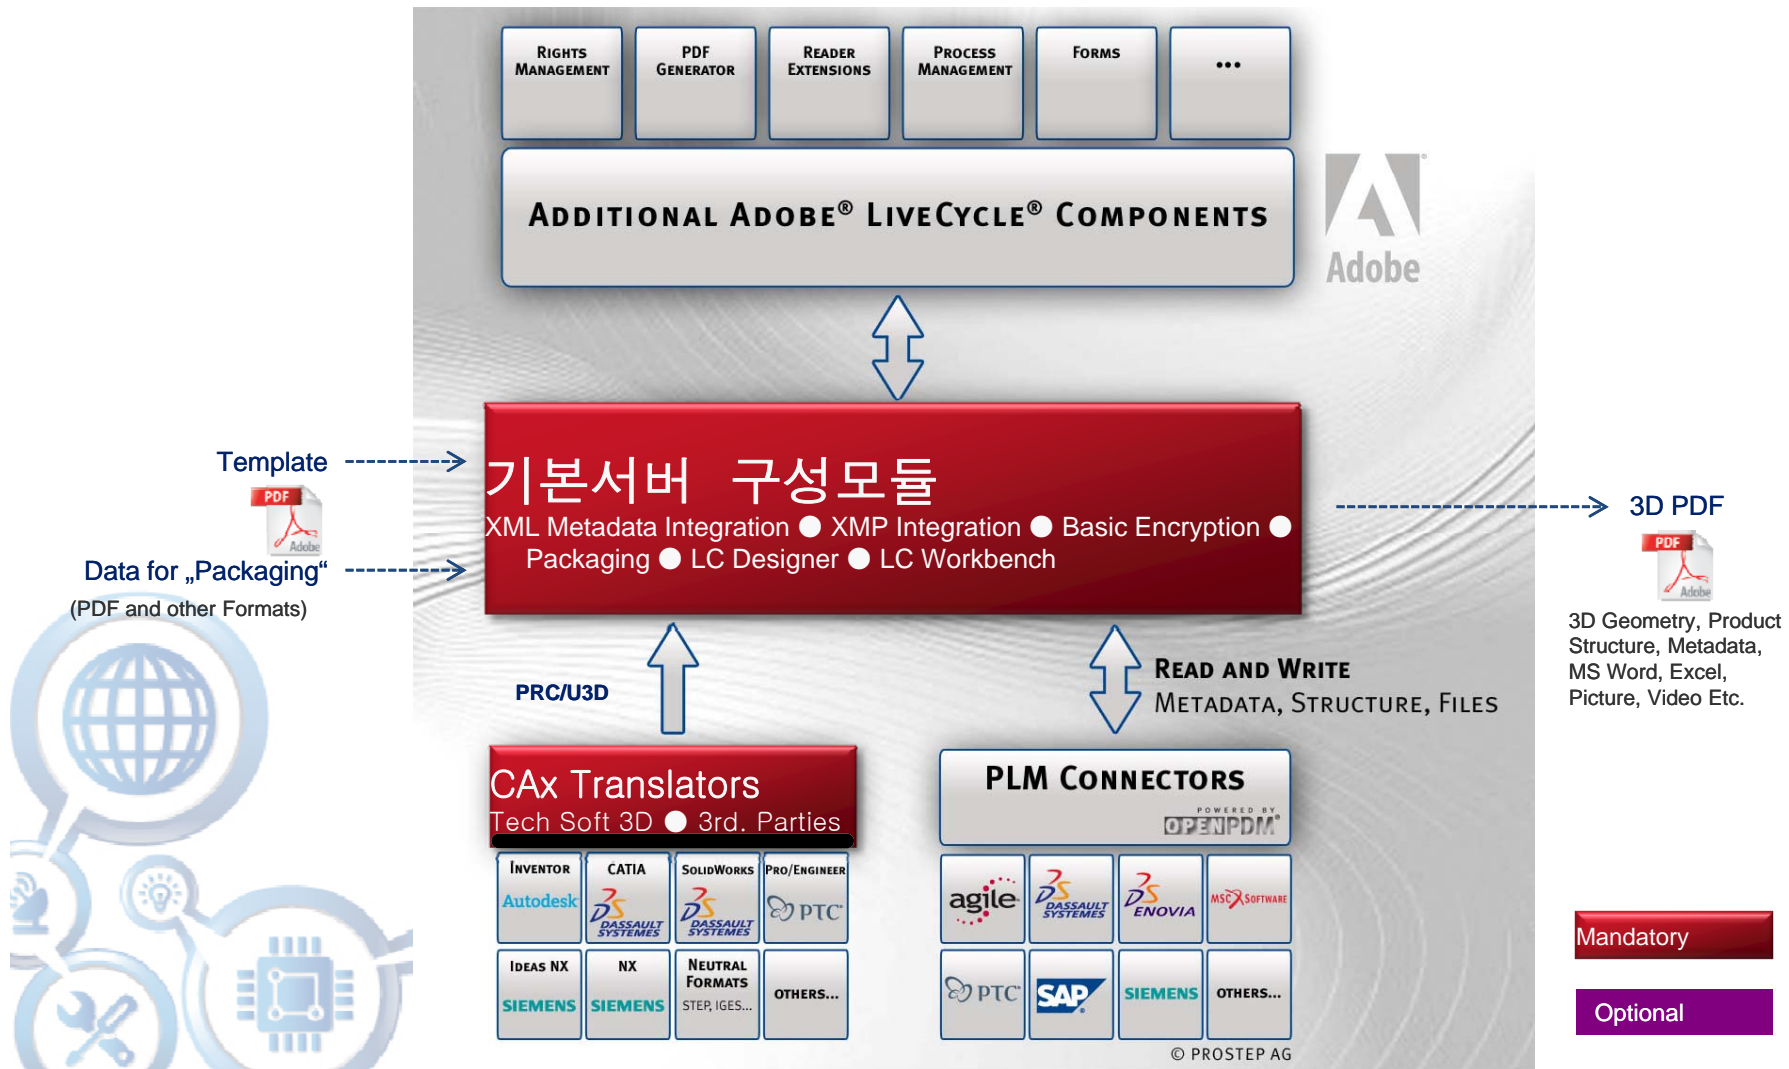 RIGHTS
MANAGEMENT
PDF
GENERATOR
READER
EXTENSIONS
PROCESS
MANAGEMENT
FORMS
...
ADDITIONAL ADOBE® LIVECYCLE® COMPONENTS
Adobe
Template
PDF
Adobe
Data for „Packaging“
(PDF and other Formats)
기본서버 구성모듈
XML Metadata Integration ● XMP Integration ● Basic Encryption ●
Packaging ● LC Designer ● LC Workbench
3D PDF
PDF
Adobe
3D Geometry, Product
Structure, Metadata,
MS Word, Excel,
Picture, Video Etc.
PRC/U3D
READ AND WRITE
METADATA, STRUCTURE, FILES
CAx Translators
Tech Soft 3D ● 3rd. Parties
PLM CONNECTORS
POWERED BY
OPENPDM®
INVENTOR
Autodesk
CATIA
DASSAULT
SYSTEMES
SOLIDWORKS
DASSAULT
SYSTEMES
PRO/ENGINEER
PTC
IDEAS NX
SIEMENS
NX
SIEMENS
NEUTRAL
FORMATS
STEP, IGES...
OTHERS...
agile
DASSAULT
SYSTEMES
ENOVIA
MSC SOFTWARE
PTC
SAP
SIEMENS
OTHERS...
© PROSTEP AG
Mandatory
Optional